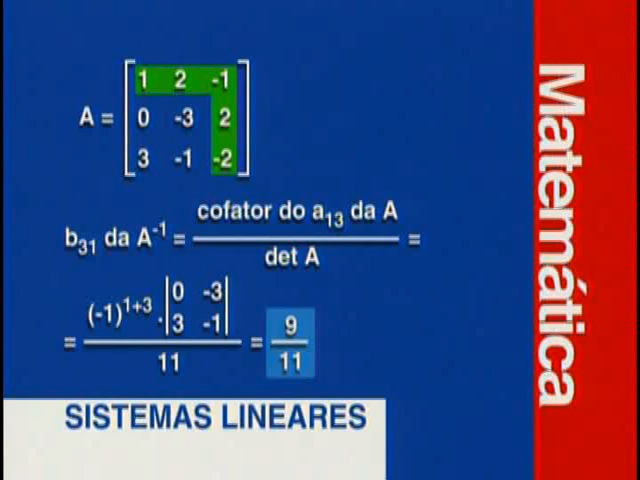 1 2 -1
A = 0 -3 2
3 -1 -2
cofator do a₁₃ da A
b₃₁ da A⁻¹ = =
det A
0 -3
(-1)¹⁺³ . 3 -1 9
= =
11 11
SISTEMAS LINEARES
Matemática